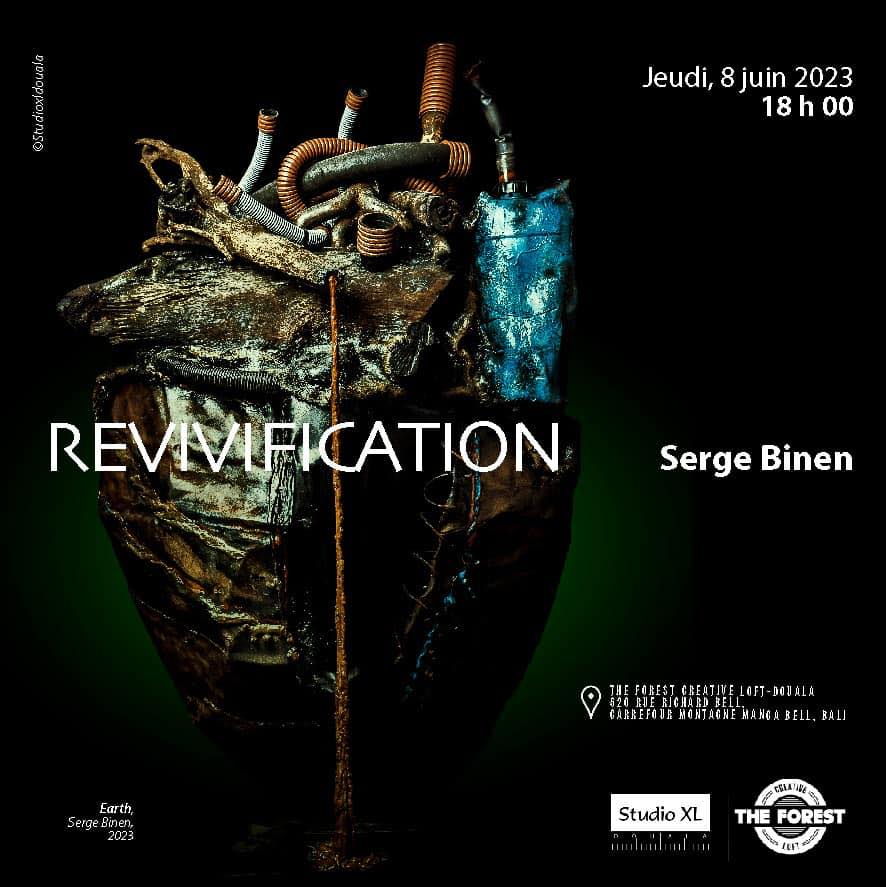 ©Studioxldouala
Jeudi, 8 juin 2023
18 h 00
REVIVIFICATION
Serge Binen
THE FOREST CREATIVE LOFT-DOUALA
520 RUE RICHARD BELL,
CARREFOUR MONTAGNE MANGA BELL, BALI
Earth,
Serge Binen,
2023
Studio XL
DOUALA
CREATIVE
THE FOREST
LOFT